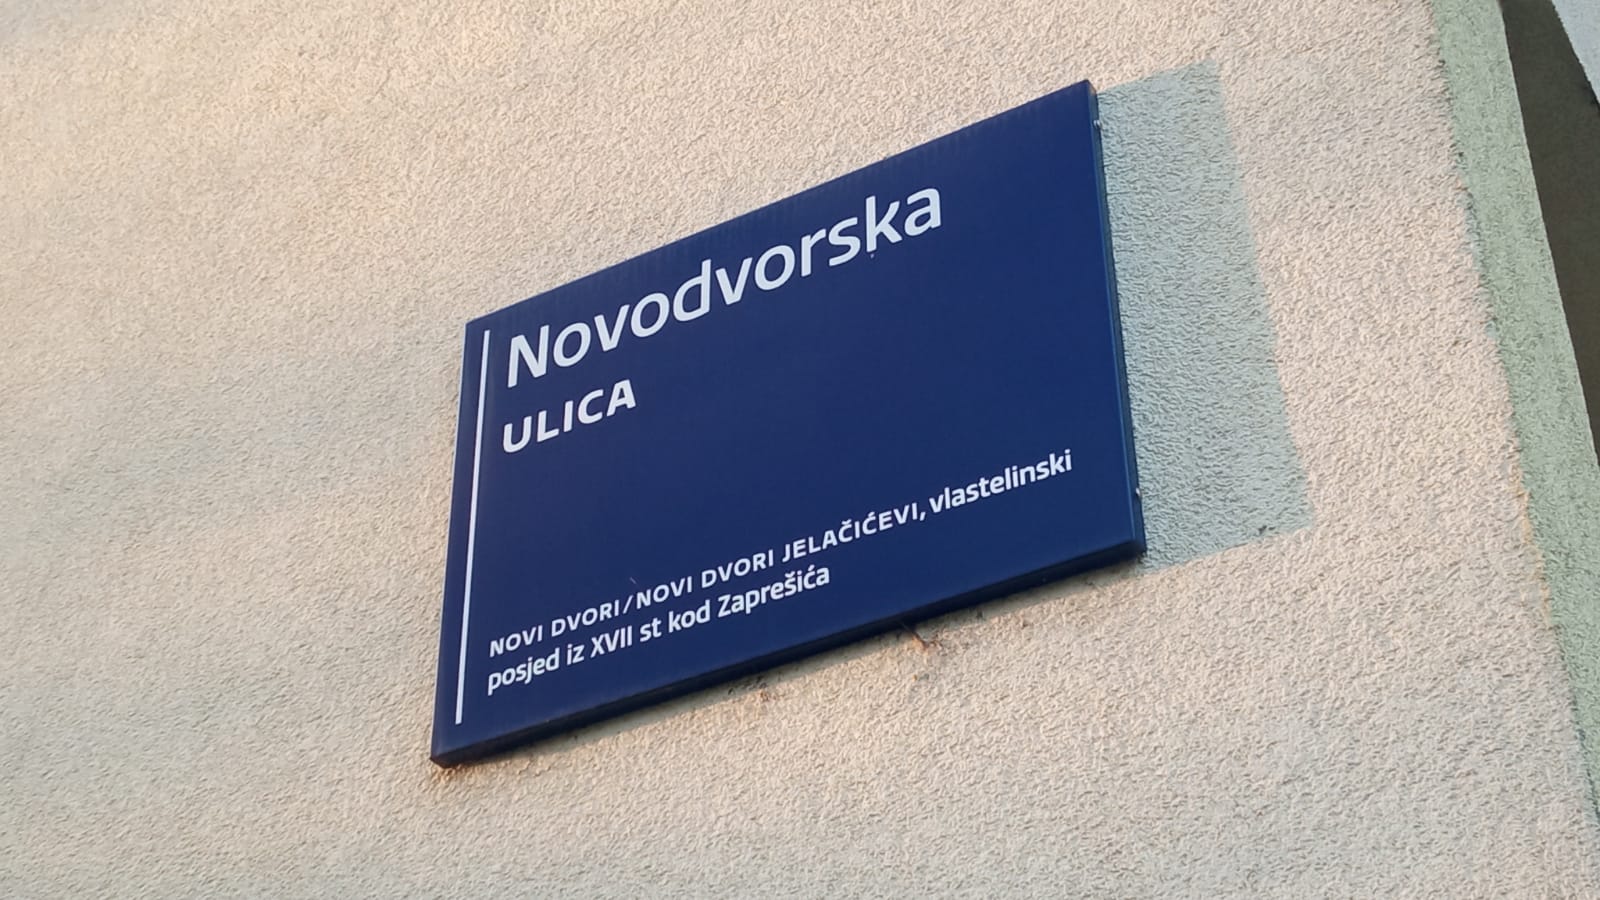 Novodvorska
ULICA
NOVI DVORI/NOVI DVORI JELAČIĆEVI, vlastelinski
posjed iz XVII st kod Zaprešića